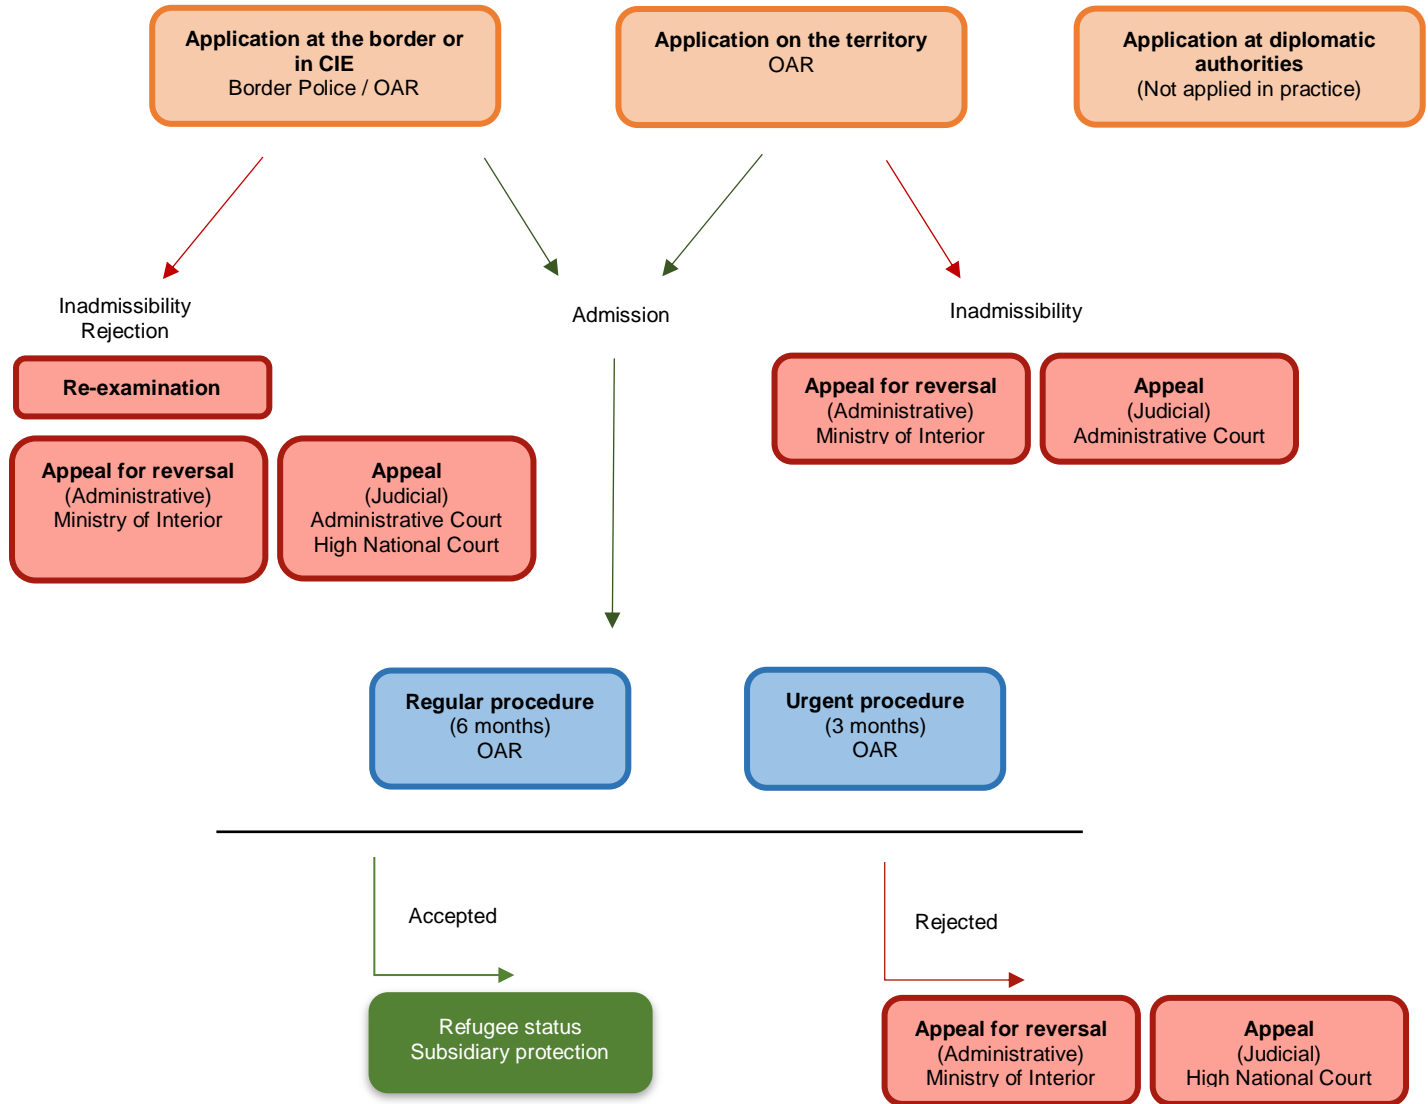 Application at the border or
in CIE
Border Police / OAR
Application on the territory
OAR
Application at diplomatic
authorities
(Not applied in practice)
Inadmissibility
Rejection
Admission
Inadmissibility
Re-examination
Appeal for reversal
(Administrative)
Ministry of Interior
Appeal
(Judicial)
Administrative Court
High National Court
Appeal for reversal
(Administrative)
Ministry of Interior
Appeal
(Judicial)
Administrative Court
Regular procedure
(6 months)
OAR
Urgent procedure
(3 months)
OAR
Accepted
Rejected
Refugee status
Subsidiary protection
Appeal for reversal
(Administrative)
Ministry of Interior
Appeal
(Judicial)
High National Court